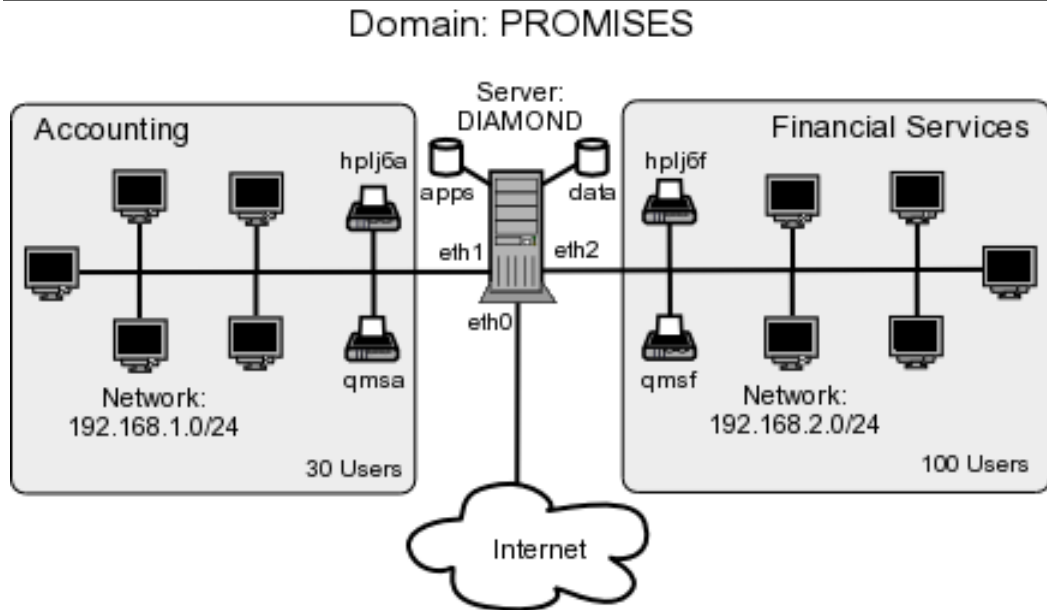 Domain: PROMISES
Server:
DIAMOND
Accounting
Financial Services
hplj6a
apps
data
hplj6f
eth1
eth2
eth0
qmsa
qmsf
Network:
192.168.1.0/24
Network:
192.168.2.0/24
30 Users
100 Users
Internet